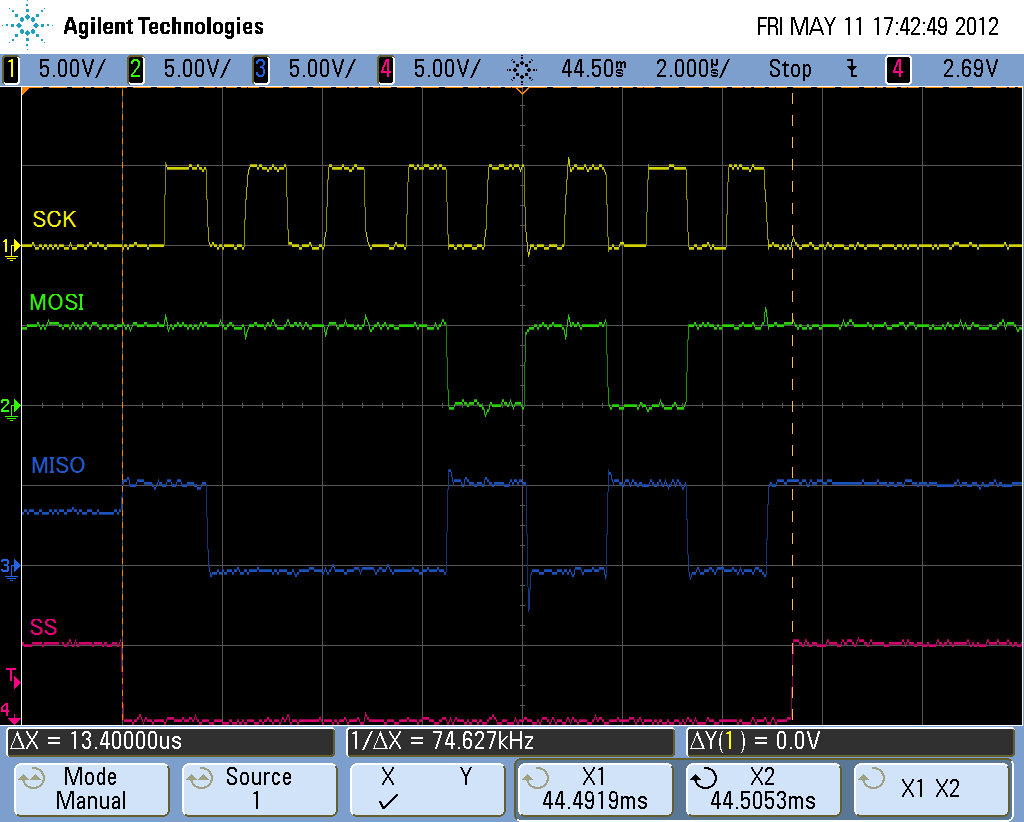 Agilent Technologies FRI MAY 11 17:42:49 2012
1 5.00V/ 2 5.00V/ 3 5.00V/ 4 5.00V/ 44.50ms 2.000us/ Stop 4 2.69V
SCK
1
MOSI
2
MISO
3
SS
T
4
ΔX = 13.40000us 1/ΔX = 74.627kHz ΔY(1) = 0.0V
Mode Source X Y X1 X2 X1 X2
Manual 1 ✓ 44.4919ms 44.5053ms